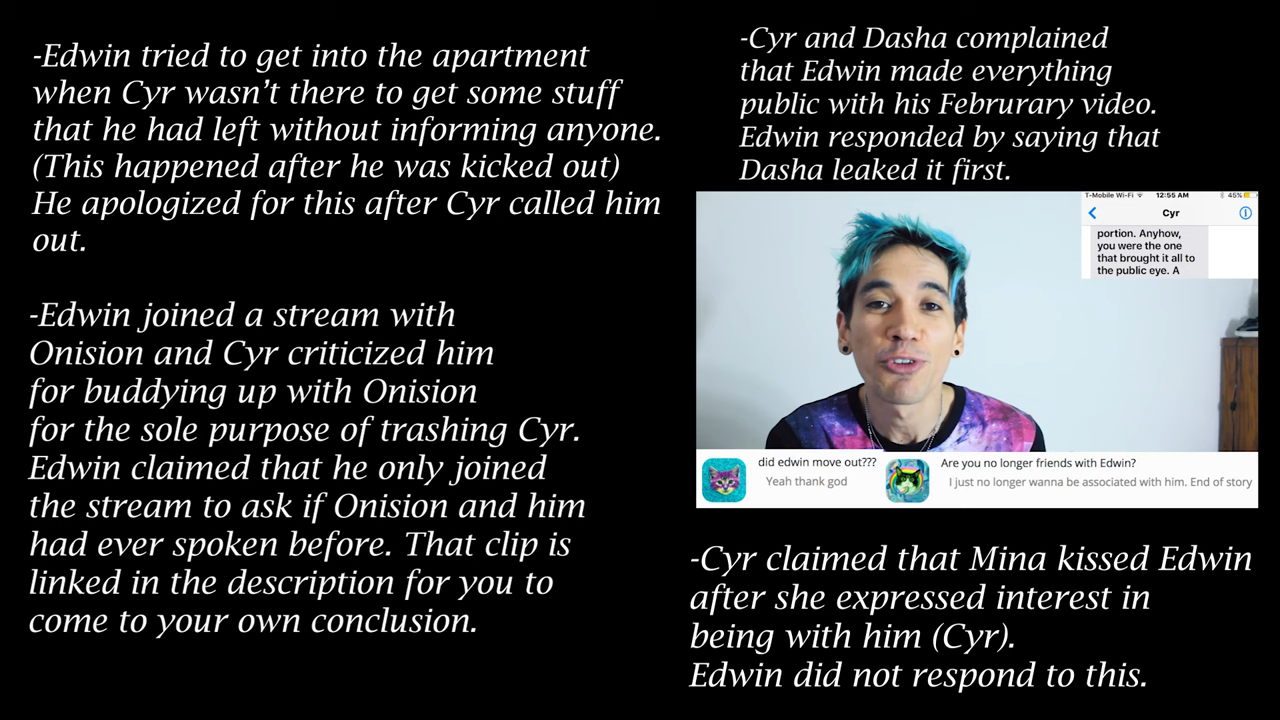 -Edwin tried to get into the apartment
when Cyr wasn't there to get some stuff
that he had left without informing anyone.
(This happened after he was kicked out)
He apologized for this after Cyr called him
out.
-Edwin joined a stream with
Onision and Cyr criticized him
for buddying up with Onision
for the sole purpose of trashing Cyr.
Edwin claimed that he only joined
the stream to ask if Onision and him
had ever spoken before. That clip is
linked in the description for you to
come to your own conclusion.
-Cyr and Dasha complained
that Edwin made everything
public with his Februrary video.
Edwin responded by saying that
Dasha leaked it first.
T-Mobile Wi-Fi 12:55 AM 45%
Cyr
portion. Anyhow,
you were the one
that brought it all to
the public eye. A
did edwin move out???
Yeah thank god
Are you no longer friends with Edwin?
I just no longer wanna be associated with him. End of story
-Cyr claimed that Mina kissed Edwin
after she expressed interest in
being with him (Cyr).
Edwin did not respond to this.